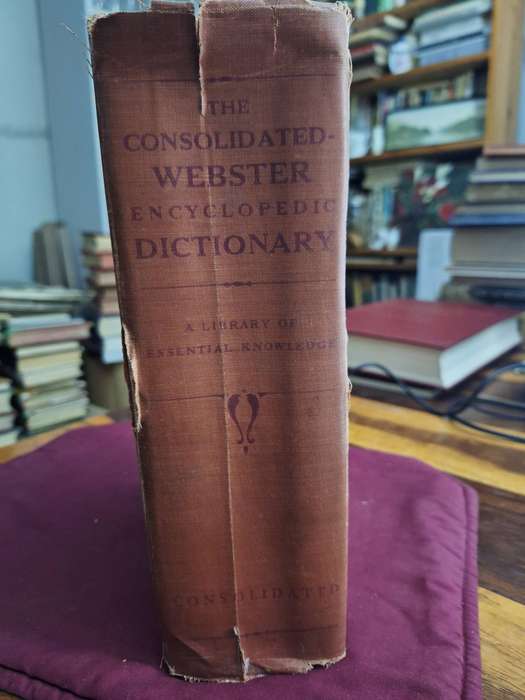 THE
CONSOLIDATED-
WEBSTER
ENCYCLOPEDIC
DICTIONARY
A LIBRARY OF
ESSENTIAL KNOWLEDGE
CONSOLIDATED